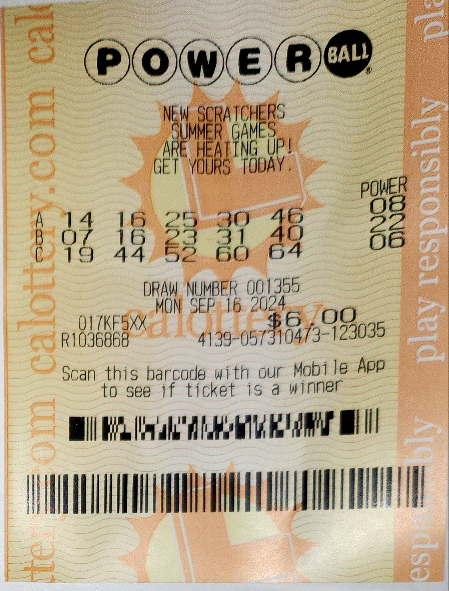 POWER BALL
NEW SCRATCHERS
SUMMER GAMES
ARE HEATING UP!
GET YOURS TODAY.
POWER
A 14 16 25 30 46 08
B 07 16 23 31 40 22
C 19 44 52 60 64 06
DRAW NUMBER 001355
MON SEP 16 2024
017KF5XX $6.00
R1036868 4139-057310473-123035
Scan this barcode with our Mobile App
to see if ticket is a winner
calottery.com
calottery
play responsibly